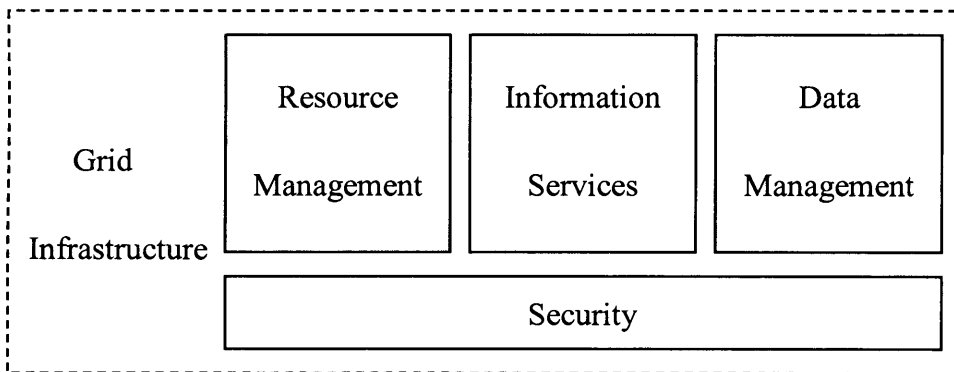 Grid
Infrastructure
Resource
Management
Information
Services
Data
Management
Security